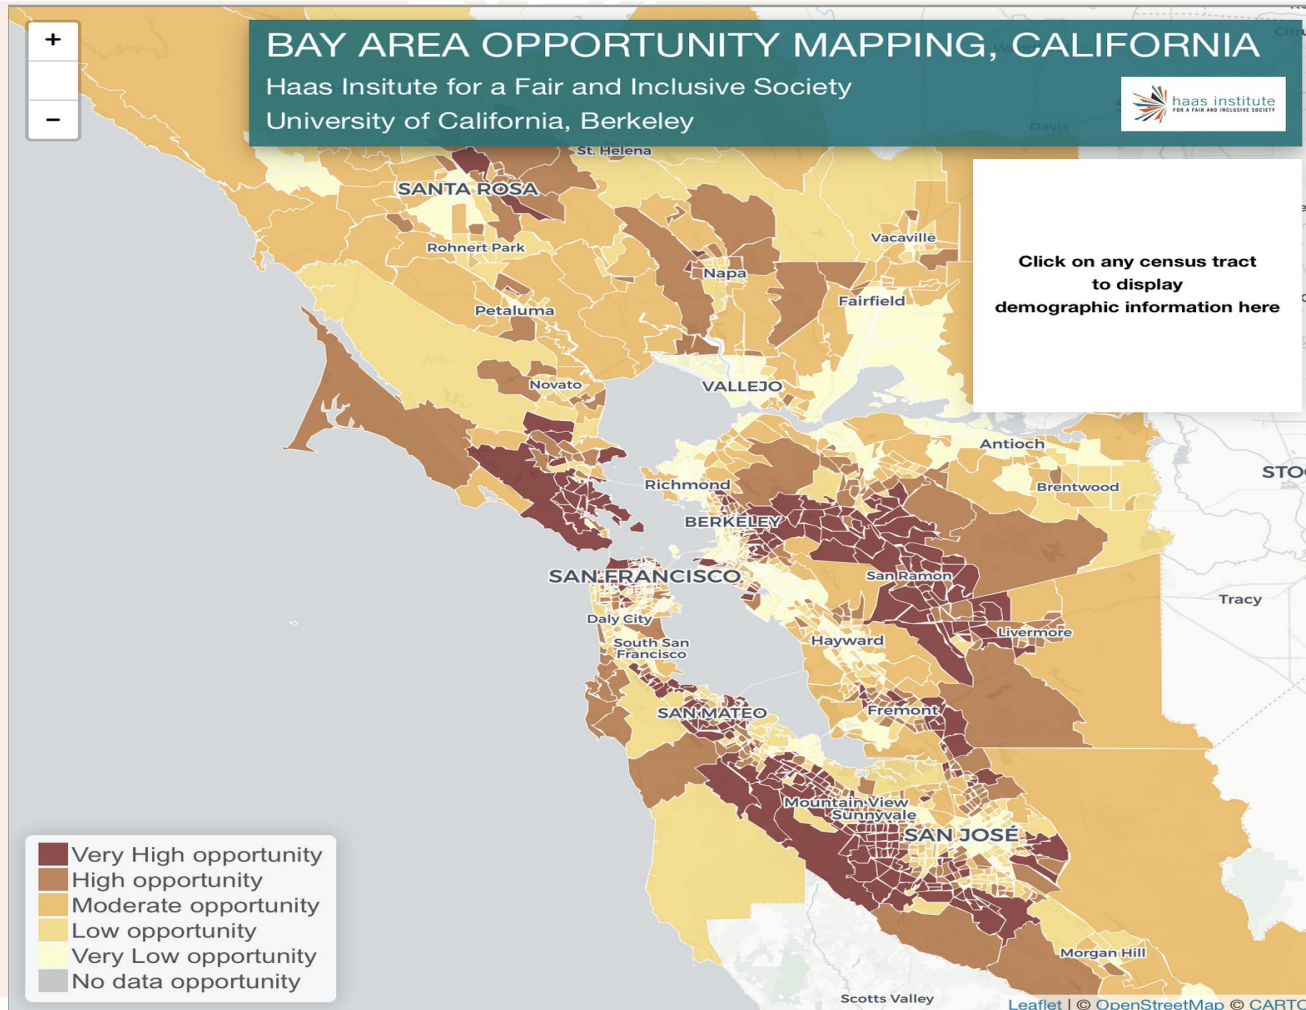 +
−
BAY AREA OPPORTUNITY MAPPING, CALIFORNIA
Haas Insitute for a Fair and Inclusive Society
University of California, Berkeley
haas institute
FOR A FAIR AND INCLUSIVE SOCIETY
Davis
St. Helena
SANTA ROSA
Rohnert Park
Vacaville
Napa
Click on any census tract
to display
demographic information here
Fairfield
Petaluma
Novato
VALLEJO
Antioch
STO
Richmond
Brentwood
BERKELEY
SAN FRANCISCO
San Ramon
Tracy
Daly City
Livermore
South San
Francisco
Hayward
SAN MATEO
Fremont
Mountain View
Sunnyvale
SAN JOSÉ
Very High opportunity
High opportunity
Moderate opportunity
Low opportunity
Very Low opportunity
No data opportunity
Morgan Hill
Scotts Valley
Leaflet | © OpenStreetMap © CARTO